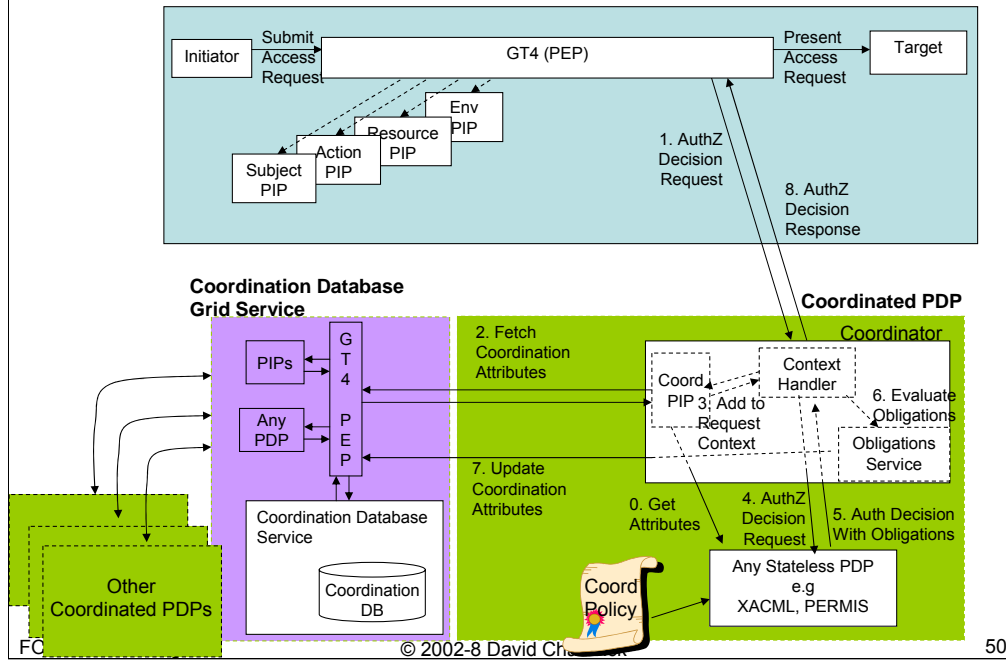 Initiator
Submit
Access
Request
GT4 (PEP)
Present
Access
Request
Target
Env
PIP
Resource
PIP
Action
PIP
Subject
PIP
1. AuthZ
Decision
Request
8. AuthZ
Decision
Response
Coordination Database
Grid Service
Coordinated PDP
Coordinator
PIPs
Any
PDP
G
T
4
P
E
P
2. Fetch
Coordination
Attributes
Coord
PIP
3. Add to
Request
Context
Context
Handler
6. Evaluate
Obligations
Obligations
Service
7. Update
Coordination
Attributes
0. Get
Attributes
4. AuthZ
Decision
Request
5. Auth Decision
With Obligations
Coordination Database
Service
Coordination
DB
Other
Coordinated PDPs
Coord
Policy
Any Stateless PDP
e.g
XACML, PERMIS
© 2002-8 David
50